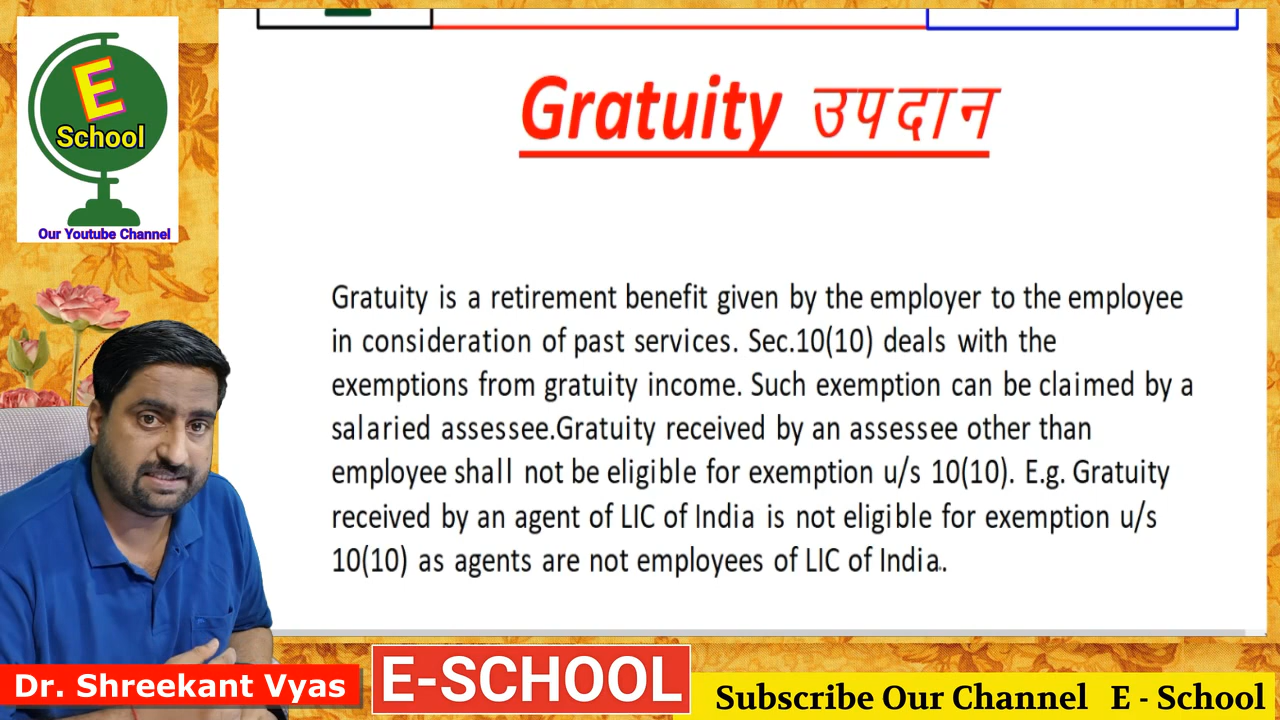 E
School
Our Youtube Channel
Gratuity उपदान
Gratuity is a retirement benefit given by the employer to the employee
in consideration of past services. Sec.10(10) deals with the
exemptions from gratuity income. Such exemption can be claimed by a
salaried assessee.Gratuity received by an assessee other than
employee shall not be eligible for exemption u/s 10(10). E.g. Gratuity
received by an agent of LIC of India is not eligible for exemption u/s
10(10) as agents are not employees of LIC of India.
Dr. Shreekant Vyas
E-SCHOOL
Subscribe Our Channel E - School